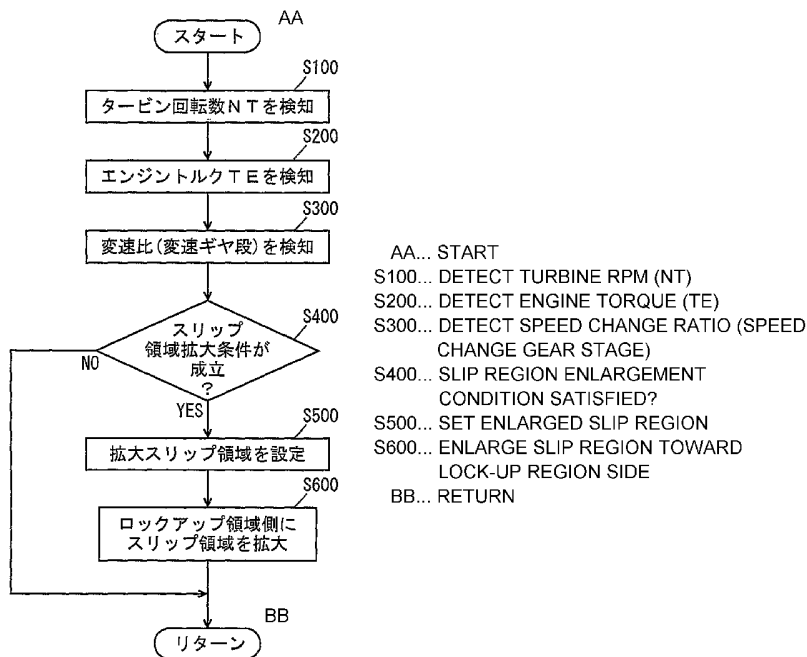 AA
スタート
S100
タービン回転数NTを検知
S200
エンジントルクTEを検知
S300
変速比(変速ギヤ段)を検知
S400
スリップ
領域拡大条件が
成立
?
NO
YES
S500
拡大スリップ領域を設定
S600
ロックアップ領域側に
スリップ領域を拡大
BB
リターン
AA... START
S100... DETECT TURBINE RPM (NT)
S200... DETECT ENGINE TORQUE (TE)
S300... DETECT SPEED CHANGE RATIO (SPEED
CHANGE GEAR STAGE)
S400... SLIP REGION ENLARGEMENT
CONDITION SATISFIED?
S500... SET ENLARGED SLIP REGION
S600... ENLARGE SLIP REGION TOWARD
LOCK-UP REGION SIDE
BB... RETURN